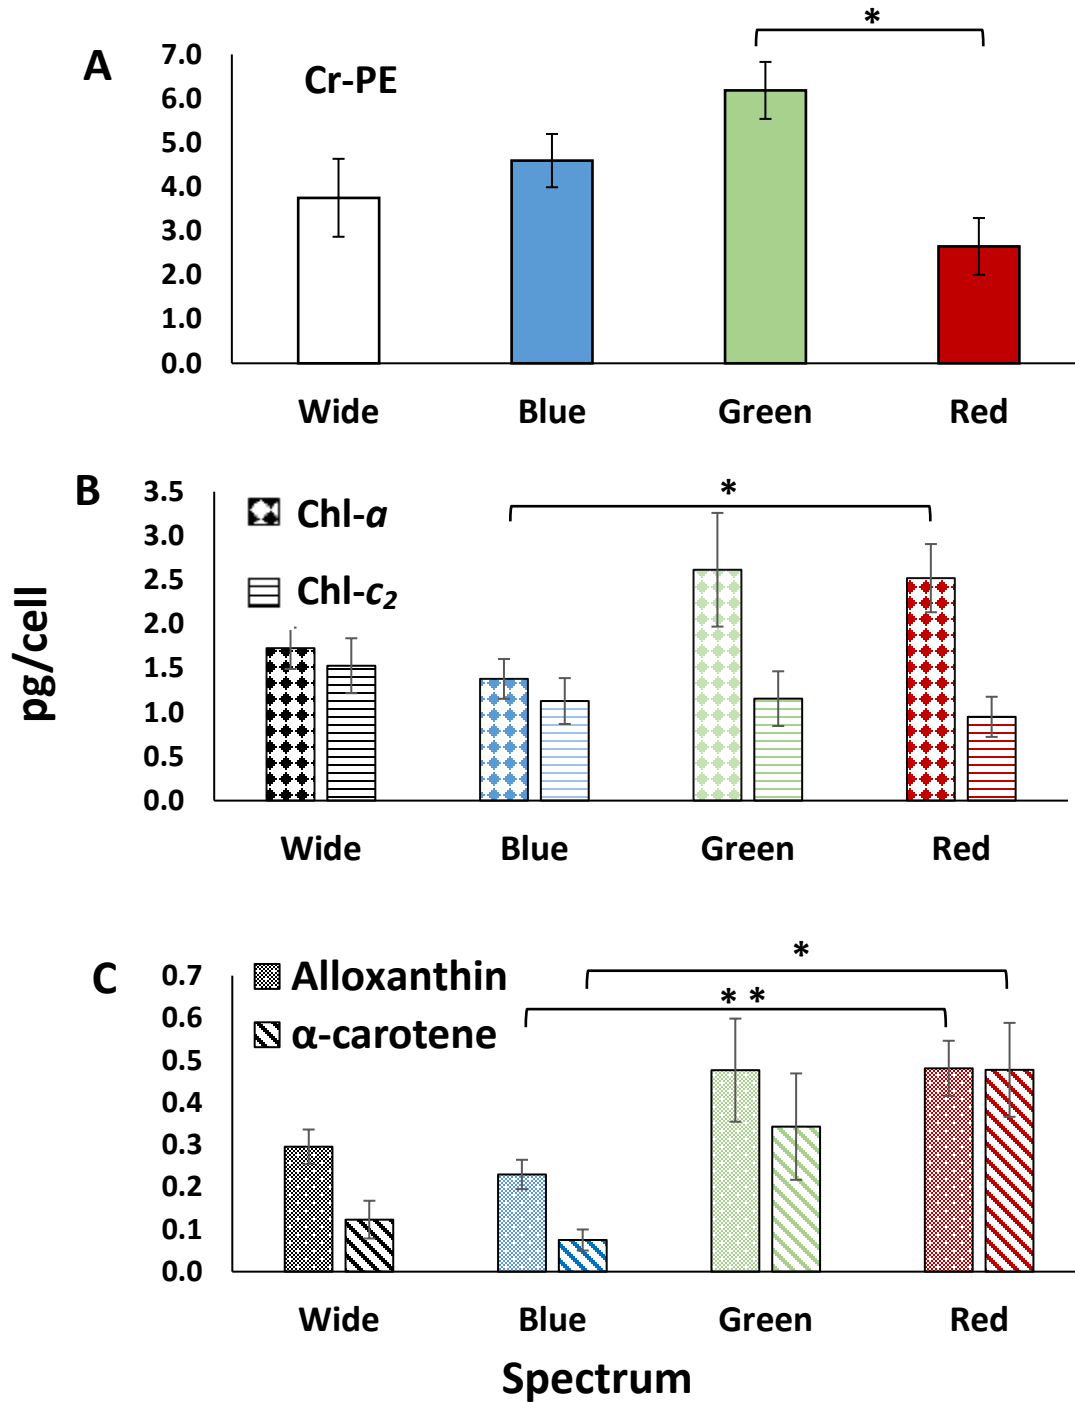 *
A
Cr-PE
7.0
6.0
5.0
4.0
3.0
2.0
1.0
0.0
Wide Blue Green Red
B
*
3.5
3.0
2.5
2.0
1.5
1.0
0.5
0.0
Chl-a
Chl-c₂
Wide Blue Green Red
pg/cell
C
*
**
0.7
0.6
0.5
0.4
0.3
0.2
0.1
0.0
Alloxanthin
α-carotene
Wide Blue Green Red
Spectrum